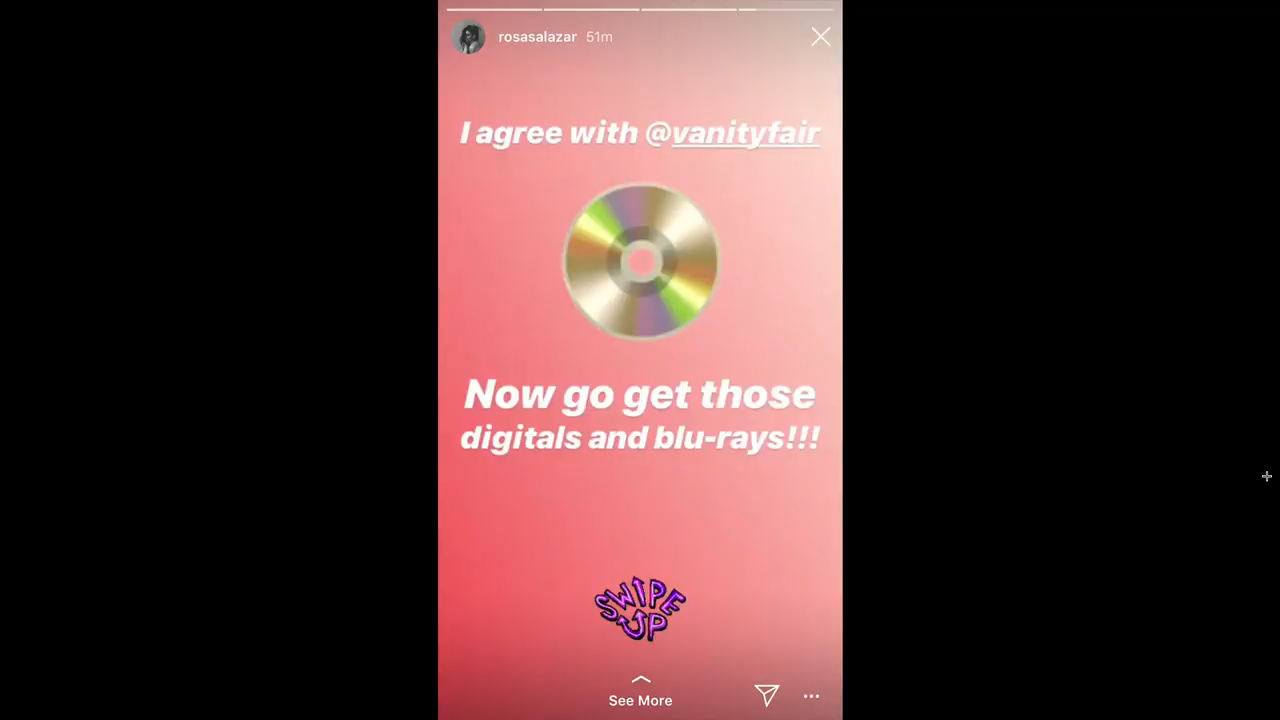 rosasalazar 51m
I agree with @vanityfair
Now go get those
digitals and blu-rays!!!
SWIPE
UP
See More